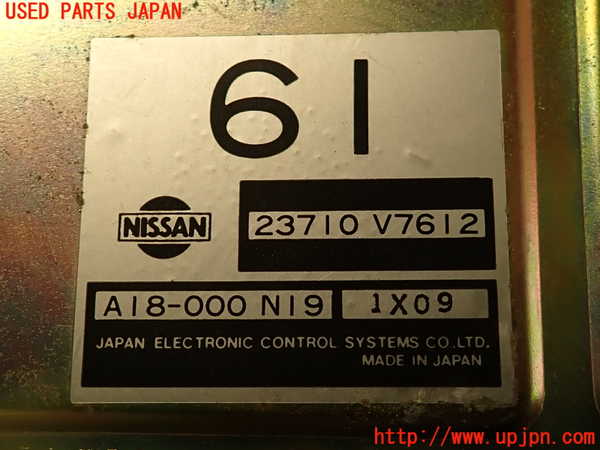 USED PARTS JAPAN
61
NISSAN
23710 V7612
A18-000 N19 1X09
JAPAN ELECTRONIC CONTROL SYSTEMS CO.,LTD.
MADE IN JAPAN
http://www.upjpn.com/